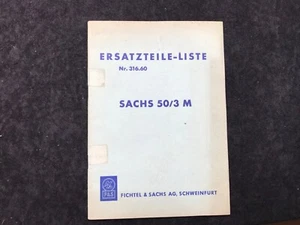 ERSATZTEILE-LISTE
Nr. 316.60
SACHS 50/3 M
FICHTEL & SACHS AG, SCHWEINFURT